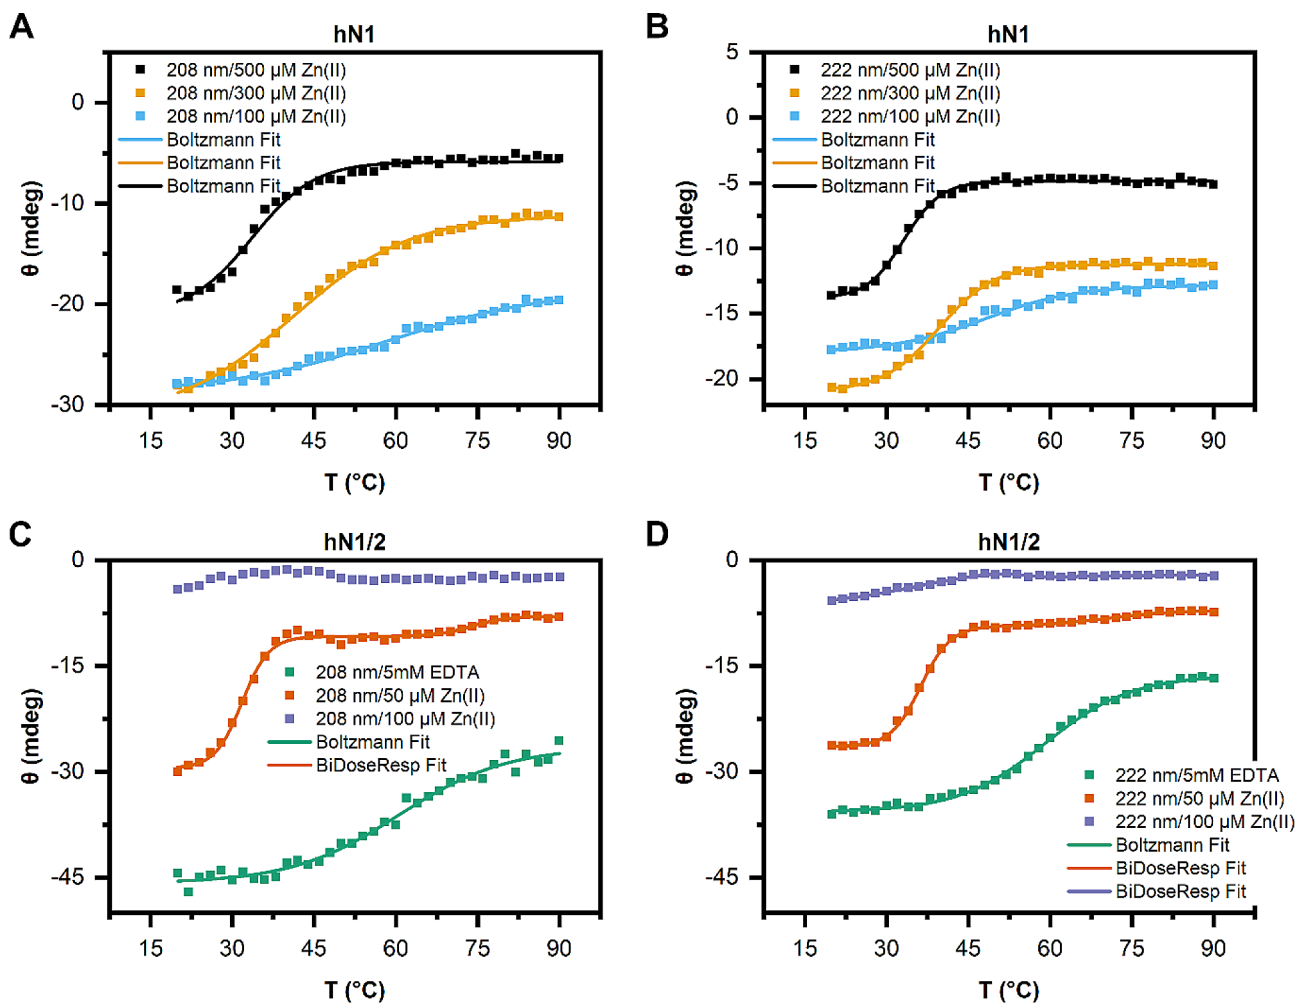 A
hN1
208 nm/500 µM Zn(II)
208 nm/300 µM Zn(II)
208 nm/100 µM Zn(II)
Boltzmann Fit
Boltzmann Fit
Boltzmann Fit
0
-10
-20
-30
θ (mdeg)
15 30 45 60 75 90
T (°C)
B
hN1
222 nm/500 µM Zn(II)
222 nm/300 µM Zn(II)
222 nm/100 µM Zn(II)
Boltzmann Fit
Boltzmann Fit
Boltzmann Fit
5
0
-5
-10
-15
-20
θ (mdeg)
15 30 45 60 75 90
T (°C)
C
hN1/2
208 nm/5mM EDTA
208 nm/50 µM Zn(II)
208 nm/100 µM Zn(II)
Boltzmann Fit
BiDoseResp Fit
0
-15
-30
-45
θ (mdeg)
15 30 45 60 75 90
T (°C)
D
hN1/2
222 nm/5mM EDTA
222 nm/50 µM Zn(II)
222 nm/100 µM Zn(II)
Boltzmann Fit
BiDoseResp Fit
BiDoseResp Fit
0
-15
-30
-45
θ (mdeg)
15 30 45 60 75 90
T (°C)